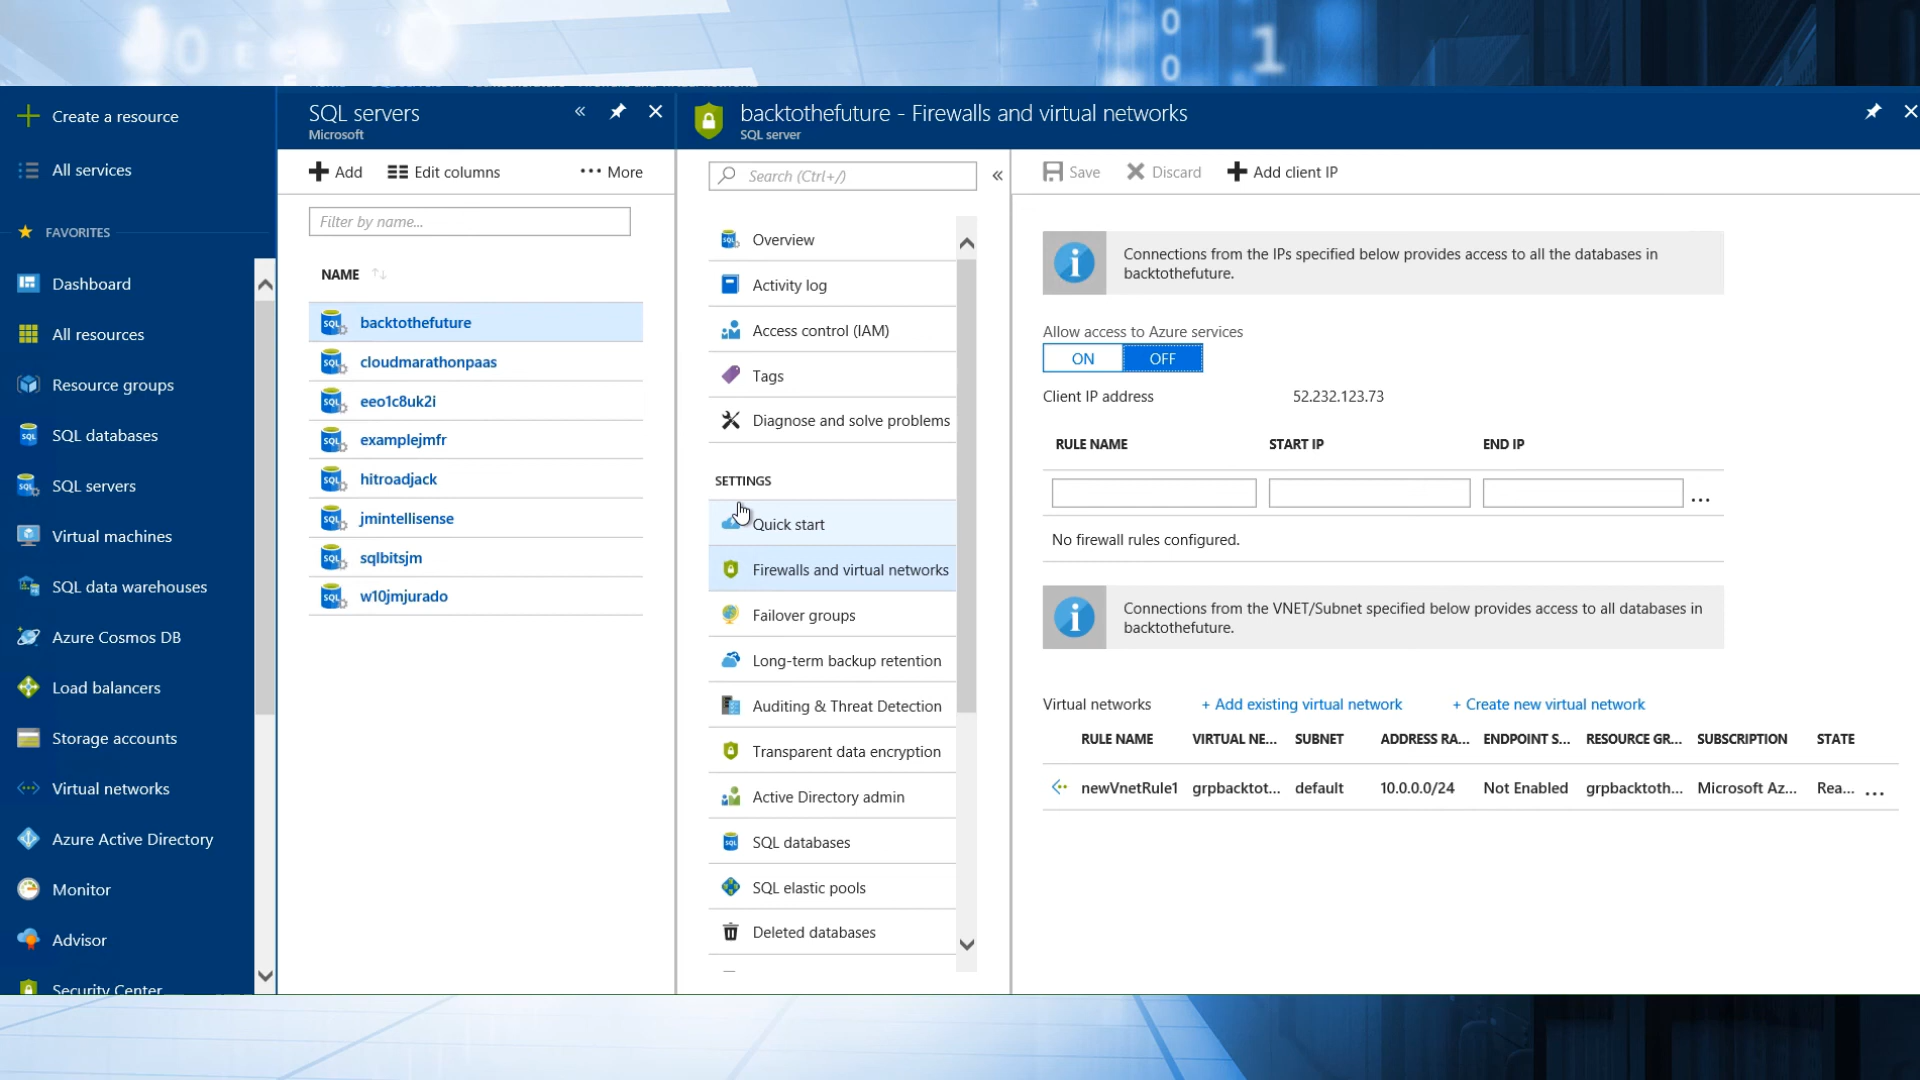 Create a resource
All services
FAVORITES
Dashboard
All resources
Resource groups
SQL databases
SQL servers
Virtual machines
SQL data warehouses
Azure Cosmos DB
Load balancers
Storage accounts
Virtual networks
Azure Active Directory
Monitor
Advisor
Security Center
SQL servers
Microsoft
Add
Edit columns
More
Filter by name...
NAME
backtothefuture
cloudmarathonpaas
eeo1c8uk2i
examplejmfr
hitroadjack
jmintellisense
sqlbitsjm
w10jmjurado
backtothefuture - Firewalls and virtual networks
SQL server
Search (Ctrl+/)
Overview
Activity log
Access control (IAM)
Tags
Diagnose and solve problems
SETTINGS
Quick start
Firewalls and virtual networks
Failover groups
Long-term backup retention
Auditing & Threat Detection
Transparent data encryption
Active Directory admin
SQL databases
SQL elastic pools
Deleted databases
Save Discard Add client IP
Connections from the IPs specified below provides access to all the databases in
backtothefuture.
Allow access to Azure services
ON OFF
Client IP address 52.232.123.73
RULE NAME START IP END IP
...
No firewall rules configured.
Connections from the VNET/Subnet specified below provides access to all databases in
backtothefuture.
Virtual networks + Add existing virtual network + Create new virtual network
RULE NAME VIRTUAL NE... SUBNET ADDRESS RA... ENDPOINT S... RESOURCE GR... SUBSCRIPTION STATE
newVnetRule1 grpbacktot... default 10.0.0.0/24 Not Enabled grpbacktoth... Microsoft Az... Rea... ...